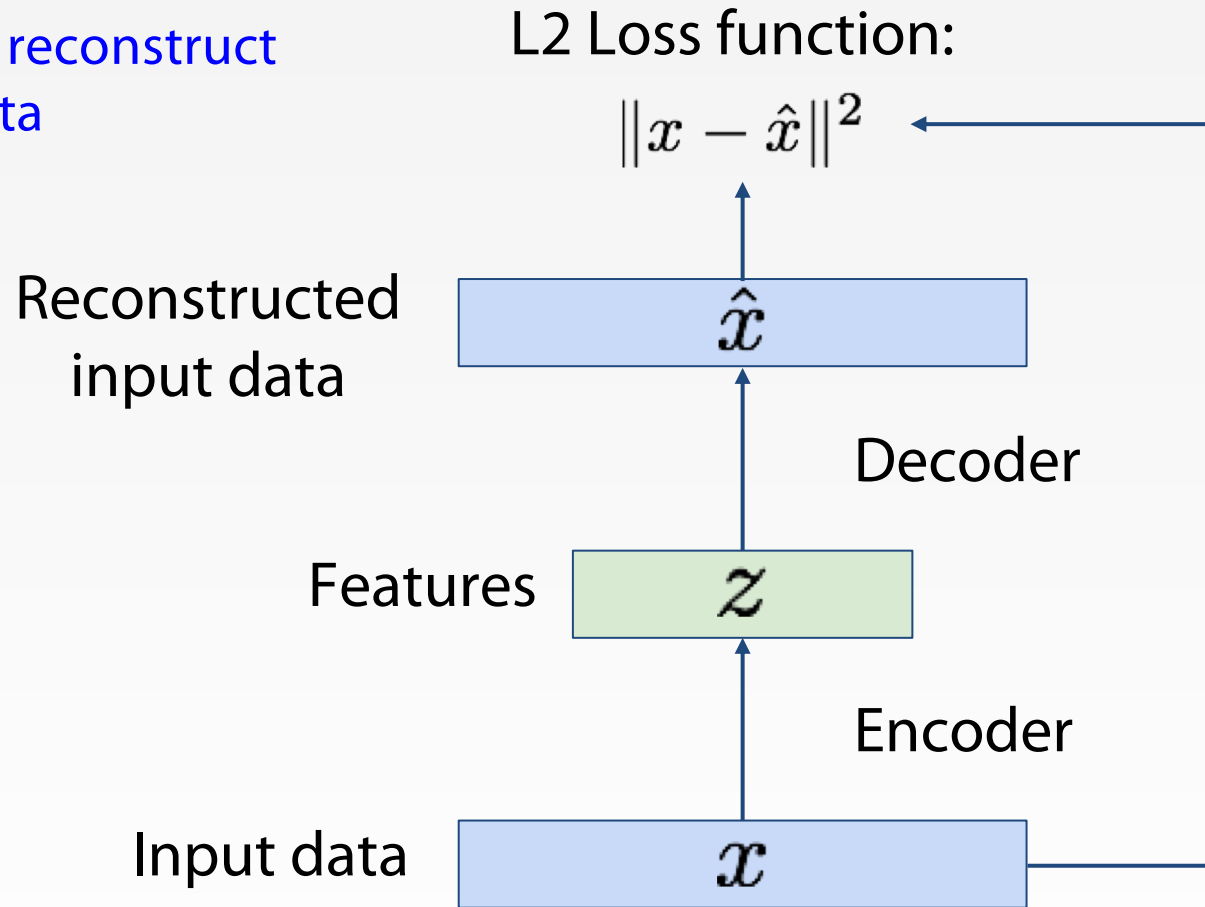 reconstruct
L2 Loss function:
ta
‖x − x̂‖²
Reconstructed
input data
x̂
Decoder
Features
z
Encoder
Input data
x